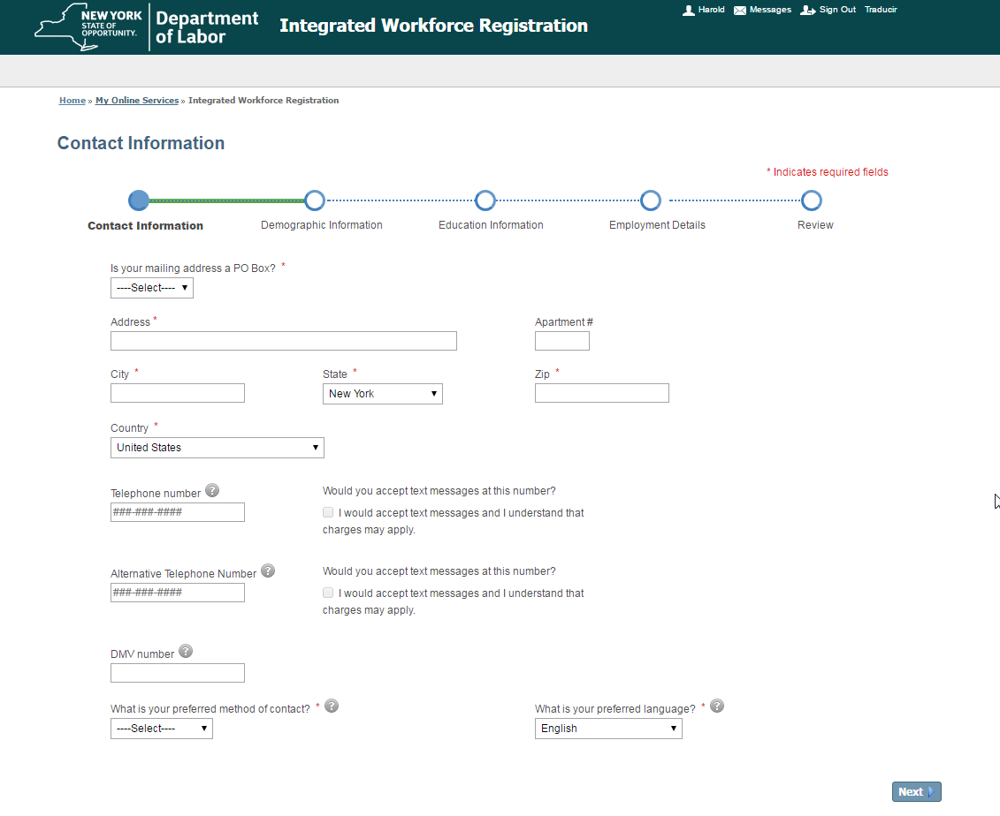 NEW YORK
STATE OF
OPPORTUNITY.
Department
of Labor
Integrated Workforce Registration
Harold Messages Sign Out Traducir
Home » My Online Services » Integrated Workforce Registration
Contact Information
* Indicates required fields
Contact Information Demographic Information Education Information Employment Details Review
Is your mailing address a PO Box? *
----Select----
Address * Apartment #
City * State * Zip *
New York
Country *
United States
Telephone number ? Would you accept text messages at this number?
###-###-#### I would accept text messages and I understand that
charges may apply.
Alternative Telephone Number ? Would you accept text messages at this number?
###-###-#### I would accept text messages and I understand that
charges may apply.
DMV number ?
What is your preferred method of contact? * ? What is your preferred language? * ?
----Select---- English
Next